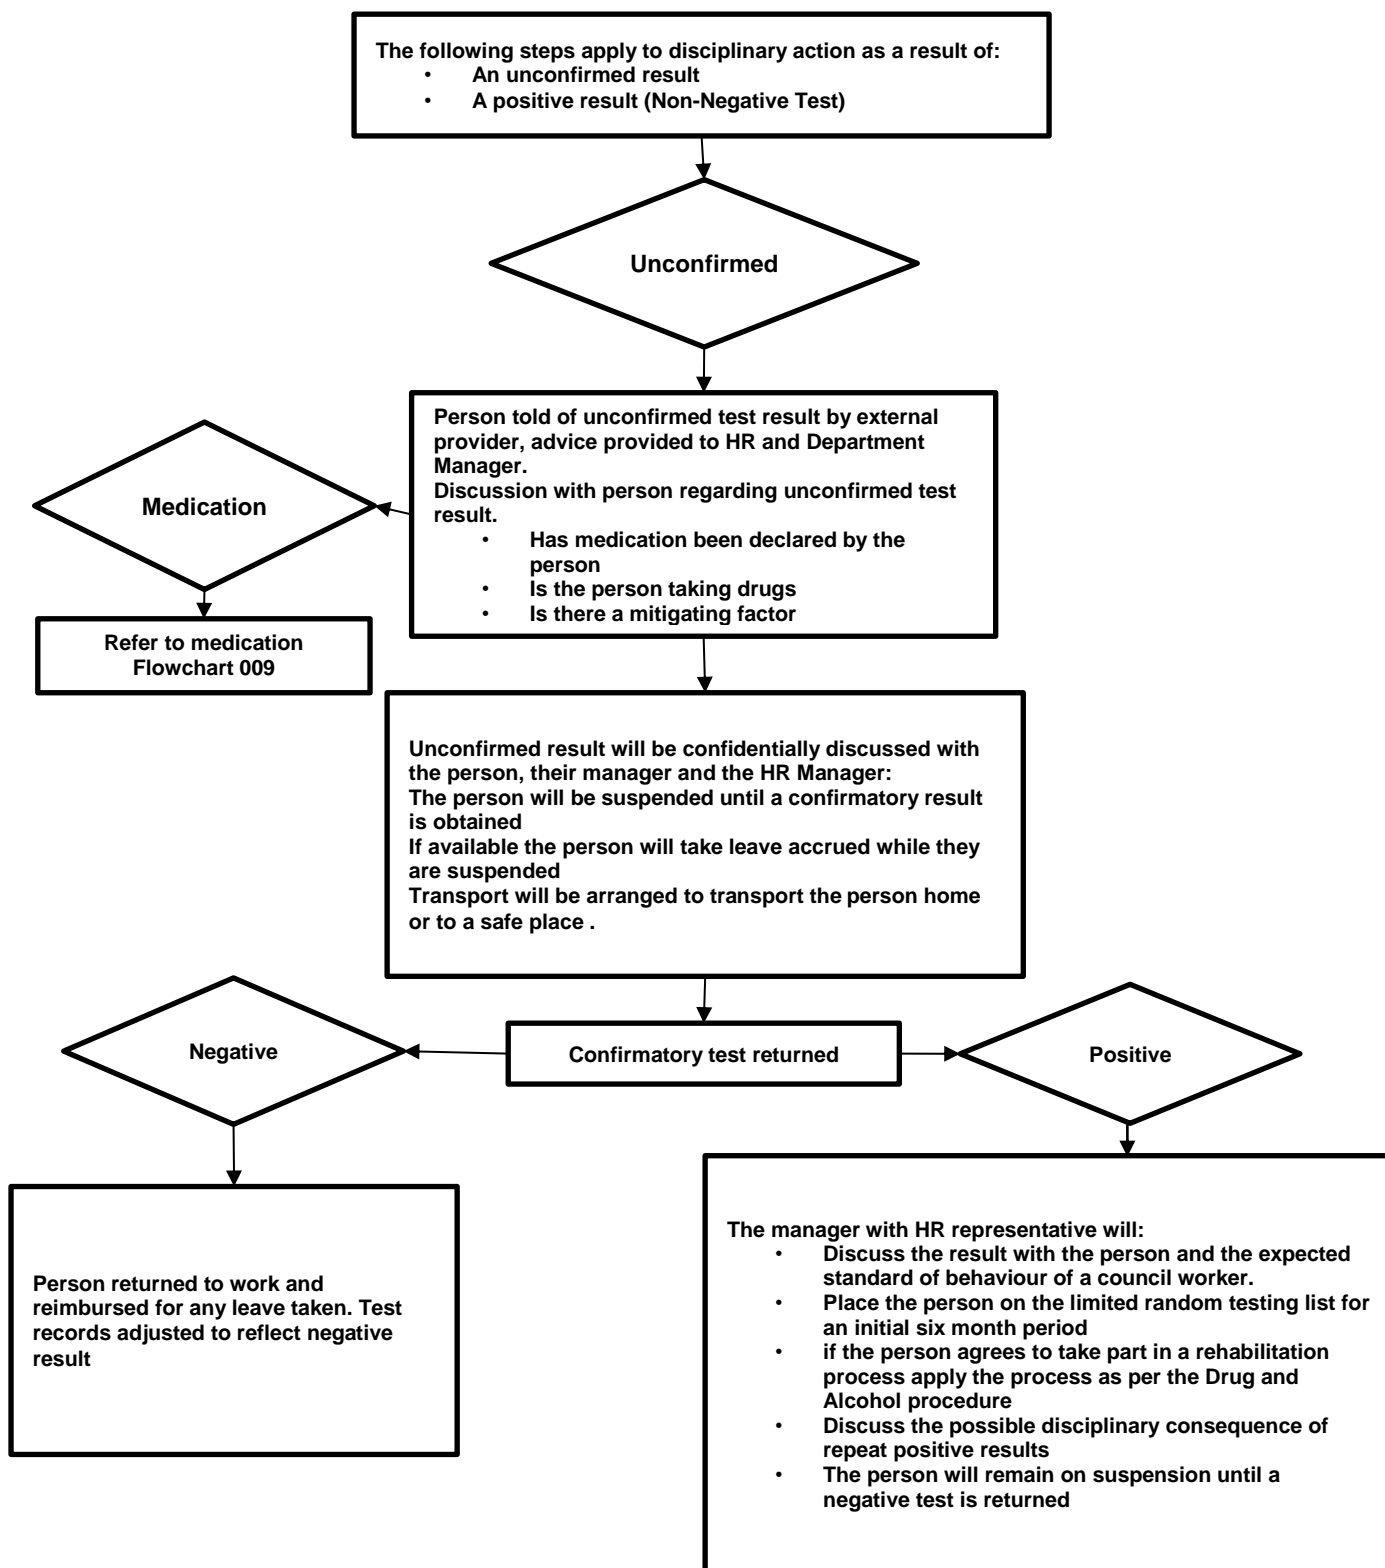 The following steps apply to disciplinary action as a result of:
• An unconfirmed result
• A positive result (Non-Negative Test)
Unconfirmed
Person told of unconfirmed test result by external
provider, advice provided to HR and Department
Manager.
Discussion with person regarding unconfirmed test
result.
• Has medication been declared by the
person
• Is the person taking drugs
• Is there a mitigating factor
Medication
Refer to medication
Flowchart 009
Unconfirmed result will be confidentially discussed with
the person, their manager and the HR Manager:
The person will be suspended until a confirmatory result
is obtained
If available the person will take leave accrued while they
are suspended
Transport will be arranged to transport the person home
or to a safe place .
Negative
Confirmatory test returned
Positive
Person returned to work and
reimbursed for any leave taken. Test
records adjusted to reflect negative
result
The manager with HR representative will:
• Discuss the result with the person and the expected
standard of behaviour of a council worker.
• Place the person on the limited random testing list for
an initial six month period
• if the person agrees to take part in a rehabilitation
process apply the process as per the Drug and
Alcohol procedure
• Discuss the possible disciplinary consequence of
repeat positive results
• The person will remain on suspension until a
negative test is returned